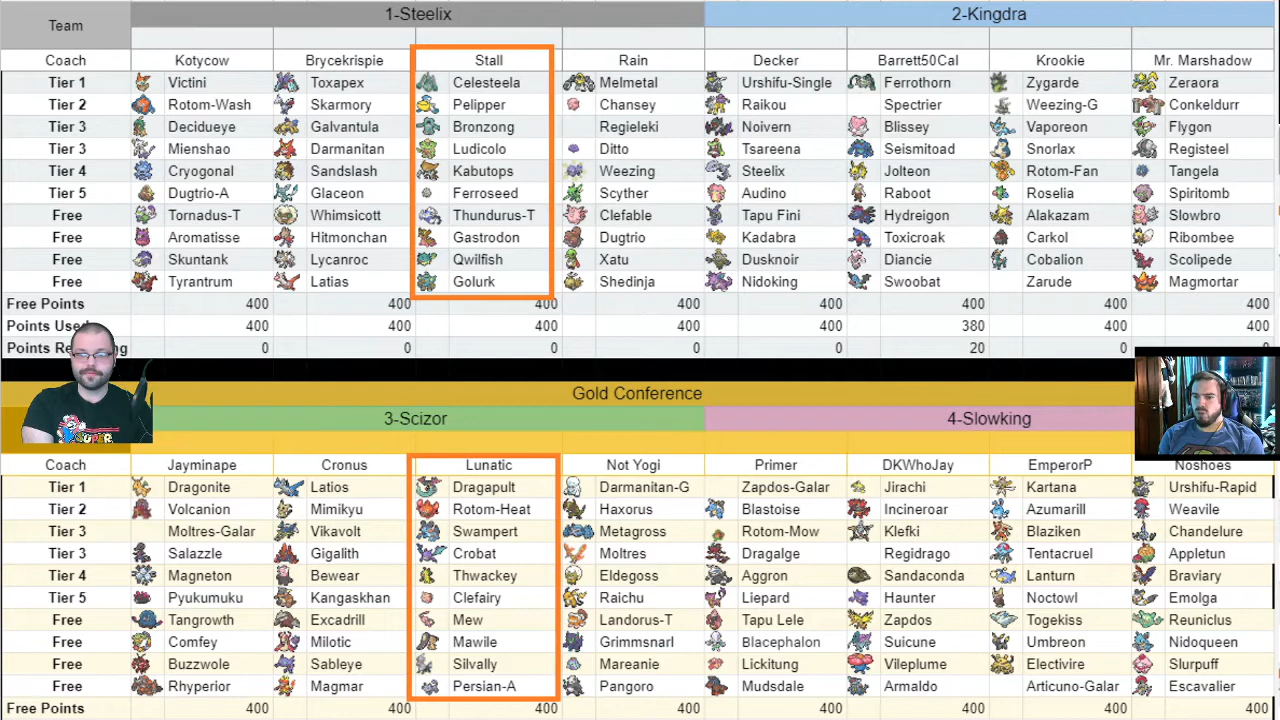 Team 1-Steelix 2-Kingdra
Coach Kotycow Brycekrispie Stall Rain Decker Barrett50Cal Krookie Mr. Marshadow
Tier 1 Victini Toxapex Celesteela Melmetal Urshifu-Single Ferrothorn Zygarde Zeraora
Tier 2 Rotom-Wash Skarmory Pelipper Chansey Raikou Spectrier Weezing-G Conkeldurr
Tier 3 Decidueye Galvantula Bronzong Regieleki Noivern Blissey Vaporeon Flygon
Tier 3 Mienshao Darmanitan Ludicolo Ditto Tsareena Seismitoad Snorlax Registeel
Tier 4 Cryogonal Sandslash Kabutops Weezing Steelix Jolteon Rotom-Fan Tangela
Tier 5 Dugtrio-A Glaceon Ferroseed Scyther Audino Raboot Roselia Spiritomb
Free Tornadus-T Whimsicott Thundurus-T Clefable Tapu Fini Hydreigon Alakazam Slowbro
Free Aromatisse Hitmonchan Gastrodon Dugtrio Kadabra Toxicroak Carkol Ribombee
Free Skuntank Lycanroc Qwilfish Xatu Dusknoir Diancie Cobalion Scolipede
Free Tyrantrum Latias Golurk Shedinja Nidoking Swoobat Zarude Magmortar
Free Points 400 400 400 400 400 400 400 400
Points Used 400 400 400 400 400 380 400 400
Points Re ng 0 0 0 0 0 20 0
Gold Conference
3-Scizor 4-Slowking
Coach Jayminape Cronus Lunatic Not Yogi Primer DKWhoJay EmperorP Noshoes
Tier 1 Dragonite Latios Dragapult Darmanitan-G Zapdos-Galar Jirachi Kartana Urshifu-Rapid
Tier 2 Volcanion Mimikyu Rotom-Heat Haxorus Blastoise Incineroar Azumarill Weavile
Tier 3 Moltres-Galar Vikavolt Swampert Metagross Rotom-Mow Klefki Blaziken Chandelure
Tier 3 Salazzle Gigalith Crobat Moltres Dragalge Regidrago Tentacruel Appletun
Tier 4 Magneton Bewear Thwackey Eldegoss Aggron Sandaconda Lanturn Braviary
Tier 5 Pyukumuku Kangaskhan Clefairy Raichu Liepard Haunter Noctowl Emolga
Free Tangrowth Excadrill Mew Landorus-T Tapu Lele Zapdos Togekiss Reuniclus
Free Comfey Milotic Mawile Grimmsnarl Blacephalon Suicune Umbreon Nidoqueen
Free Buzzwole Sableye Silvally Mareanie Lickitung Vileplume Electivire Slurpuff
Free Rhyperior Magmar Persian-A Pangoro Mudsdale Armaldo Articuno-Galar Escavalier
Free Points 400 400 400 400 400 400 400 400